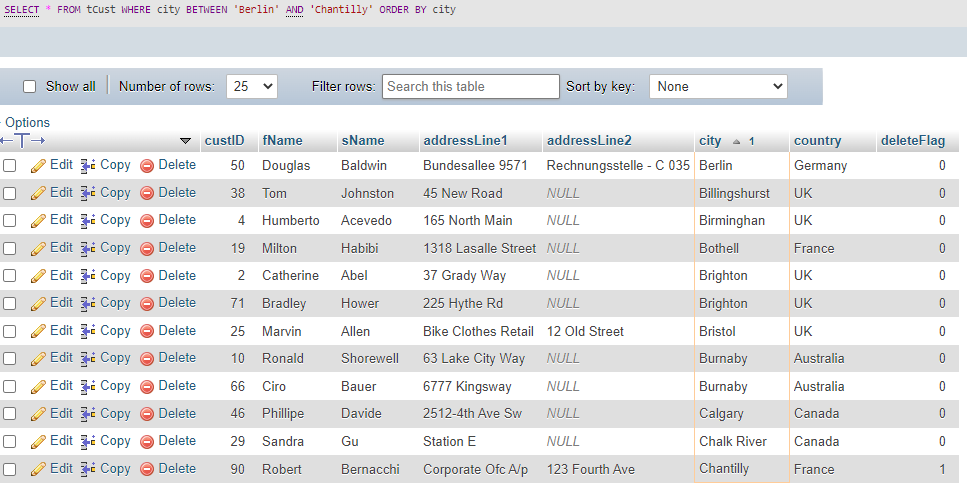 SELECT * FROM tCust WHERE city BETWEEN 'Berlin' AND 'Chantilly' ORDER BY city
Show all Number of rows: 25 Filter rows: Search this table Sort by key: None
Options
custID fName sName addressLine1 addressLine2 city 1 country deleteFlag
Edit Copy Delete 50 Douglas Baldwin Bundesallee 9571 Rechnungsstelle - C 035 Berlin Germany 0
Edit Copy Delete 38 Tom Johnston 45 New Road NULL Billingshurst UK 0
Edit Copy Delete 4 Humberto Acevedo 165 North Main NULL Birminghan UK 0
Edit Copy Delete 19 Milton Habibi 1318 Lasalle Street NULL Bothell France 0
Edit Copy Delete 2 Catherine Abel 37 Grady Way NULL Brighton UK 0
Edit Copy Delete 71 Bradley Hower 225 Hythe Rd NULL Brighton UK 0
Edit Copy Delete 25 Marvin Allen Bike Clothes Retail 12 Old Street Bristol UK 0
Edit Copy Delete 10 Ronald Shorewell 63 Lake City Way NULL Burnaby Australia 0
Edit Copy Delete 66 Ciro Bauer 6777 Kingsway NULL Burnaby Australia 0
Edit Copy Delete 46 Phillipe Davide 2512-4th Ave Sw NULL Calgary Canada 0
Edit Copy Delete 29 Sandra Gu Station E NULL Chalk River Canada 0
Edit Copy Delete 90 Robert Bernacchi Corporate Ofc A/p 123 Fourth Ave Chantilly France 1